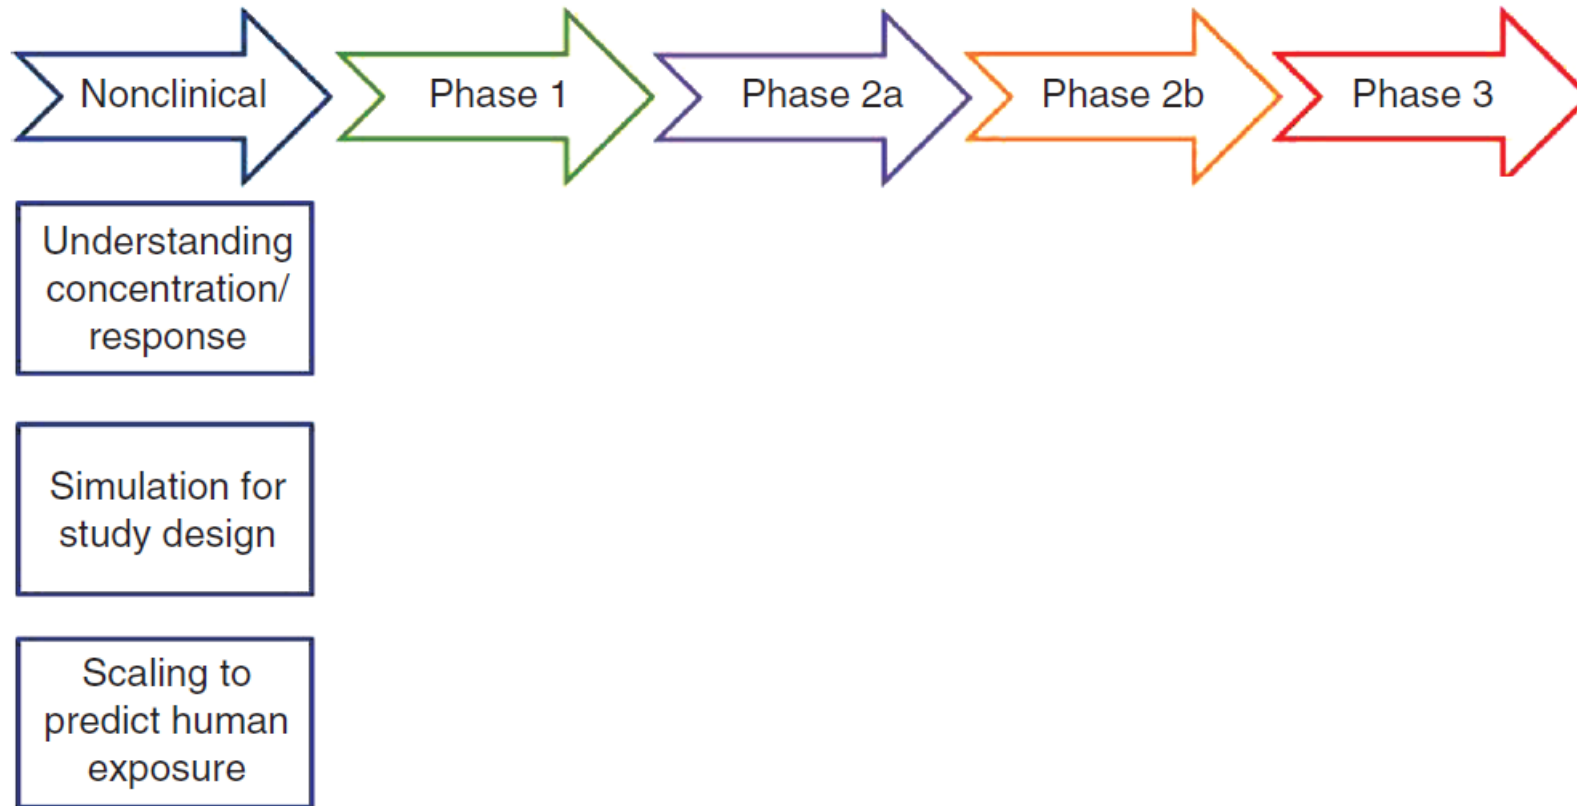 Nonclinical
Phase 1
Phase 2a
Phase 2b
Phase 3
Understanding
concentration/
response
Simulation for
study design
Scaling to
predict human
exposure